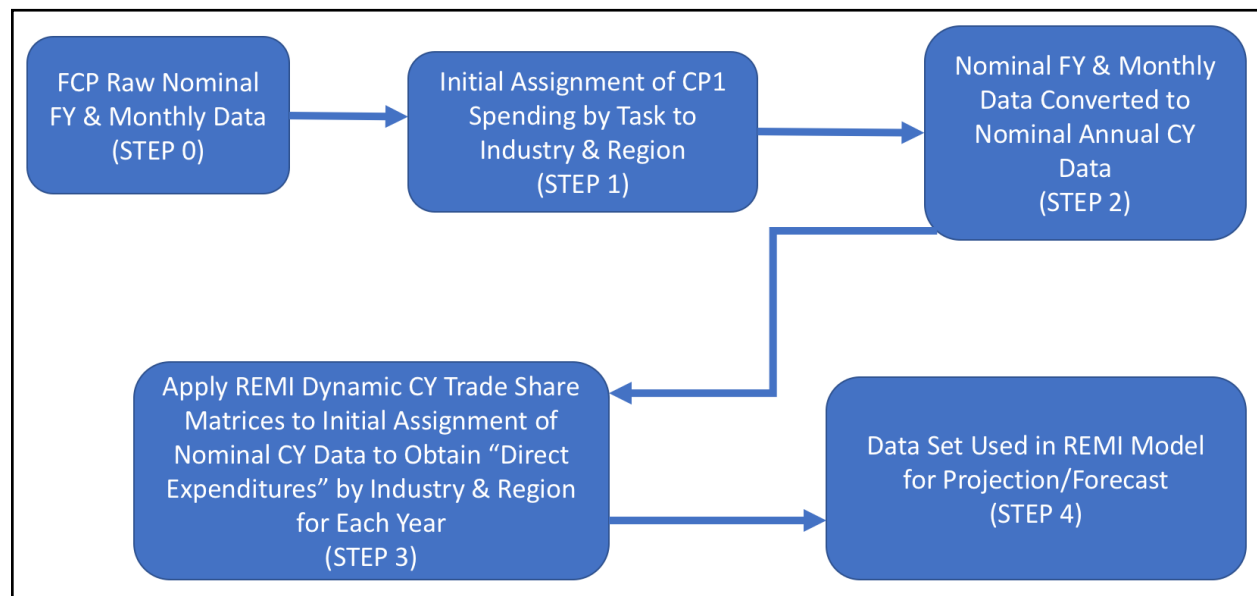 FCP Raw Nominal
FY & Monthly Data
(STEP 0)
Initial Assignment of CP1
Spending by Task to
Industry & Region
(STEP 1)
Nominal FY & Monthly
Data Converted to
Nominal Annual CY
Data
(STEP 2)
Apply REMI Dynamic CY Trade Share
Matrices to Initial Assignment of
Nominal CY Data to Obtain “Direct
Expenditures” by Industry & Region
for Each Year
(STEP 3)
Data Set Used in REMI Model
for Projection/Forecast
(STEP 4)